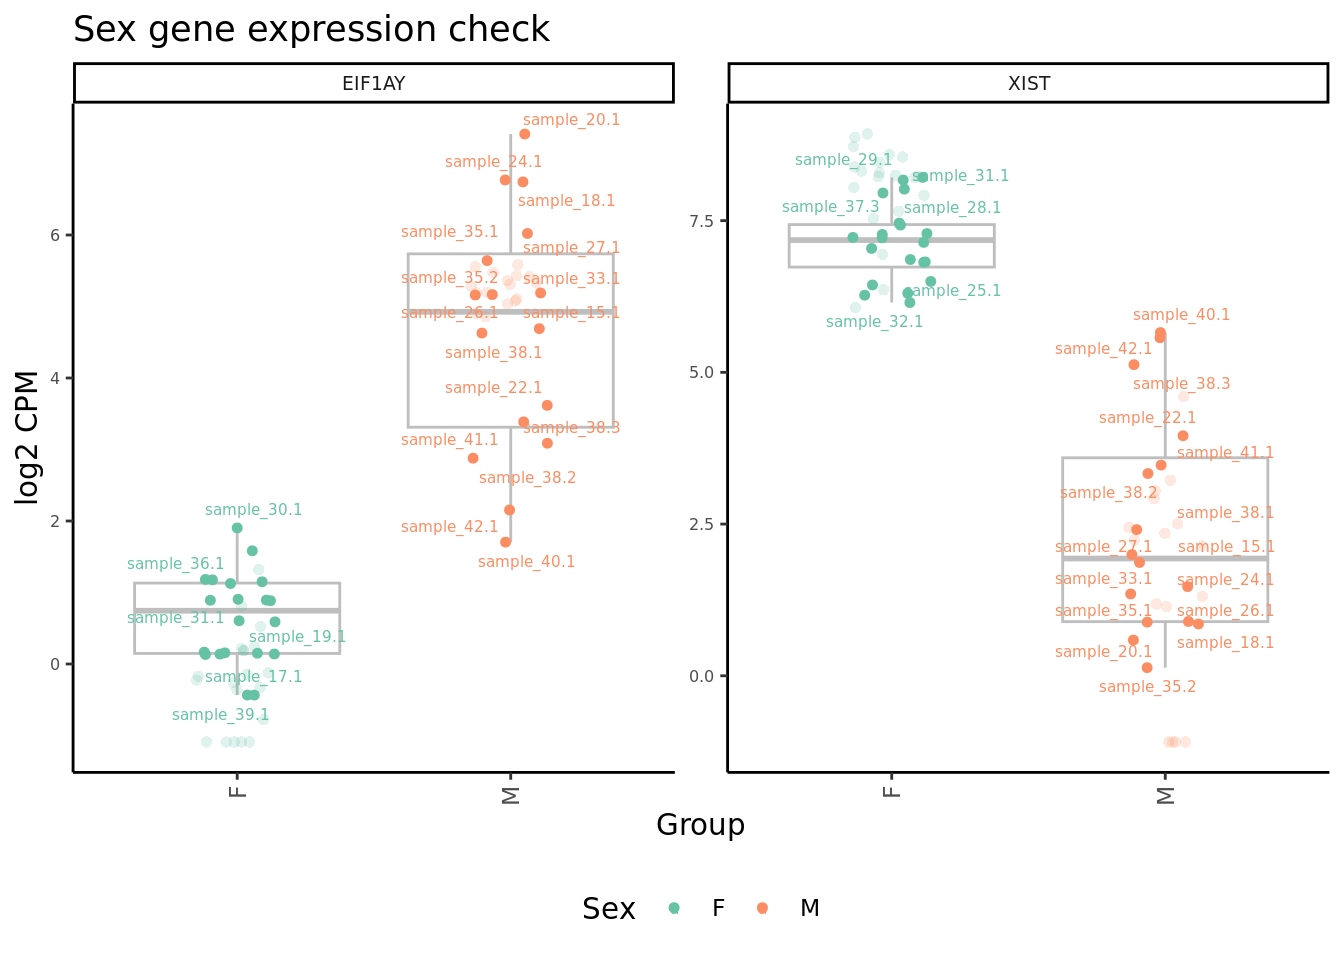 Sex gene expression check
EIF1AY
XIST
log2 CPM
6
4
2
0
sample_20.1
sample_24.1
sample_18.1
sample_35.1
sample_27.1
sample_35.2
sample_33.1
sample_26.1
sample_15.1
sample_38.1
sample_22.1
sample_38.3
sample_41.1
sample_38.2
sample_30.1
sample_42.1
sample_36.1
sample_40.1
sample_31.1
sample_19.1
sample_17.1
sample_39.1
7.5
5.0
2.5
0.0
sample_29.1
sample_31.1
sample_37.3
sample_28.1
sample_25.1
sample_32.1
sample_40.1
sample_42.1
sample_38.3
sample_22.1
sample_41.1
sample_38.2
sample_38.1
sample_27.1
sample_15.1
sample_33.1
sample_24.1
sample_35.1
sample_26.1
sample_20.1
sample_18.1
sample_35.2
F
M
F
M
Group
Sex
F
M